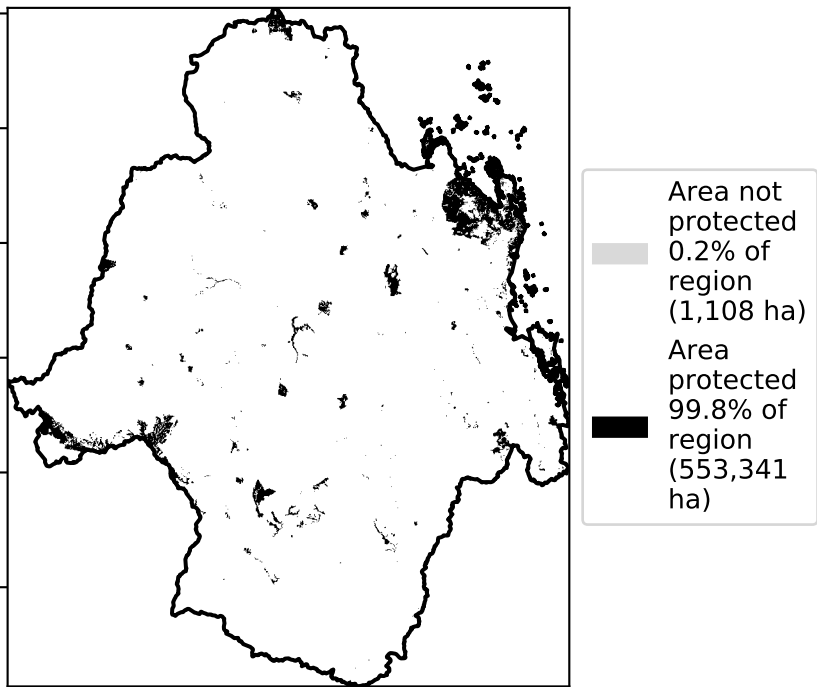 Area not
protected
0.2% of
region
(1,108 ha)
Area
protected
99.8% of
region
(553,341
ha)